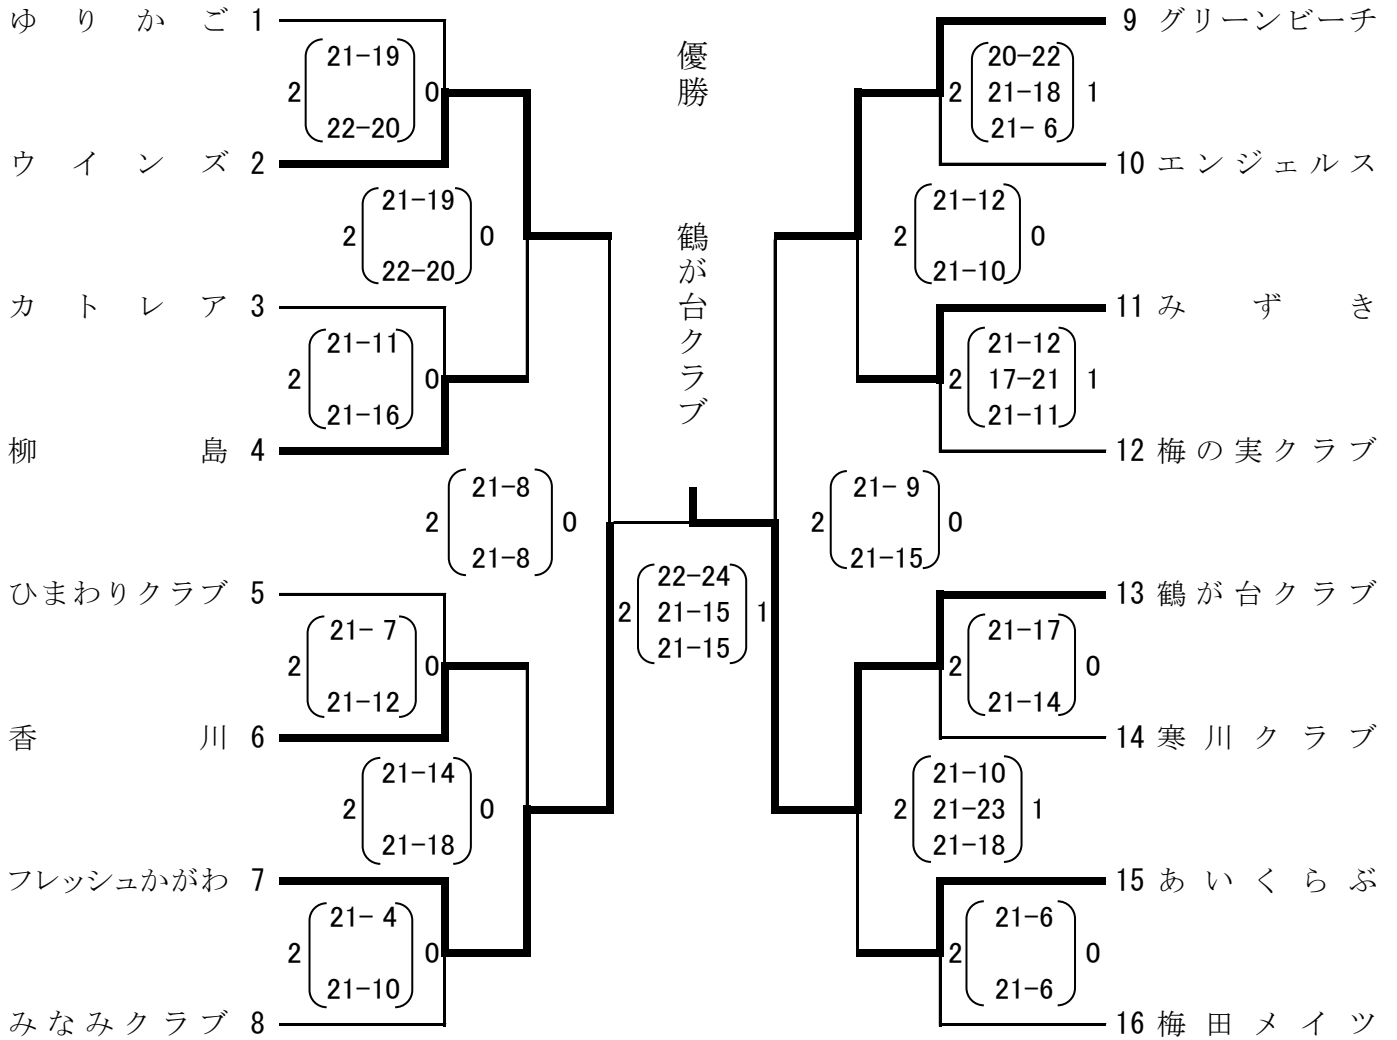 ゆりかご 1
21-19
2 0
22-20
ウインズ 2
21-19
2 0
22-20
カトレア 3
21-11
2 0
21-16
柳島 4
21-8
2 0
21-8
ひまわりクラブ 5
21- 7
2 0
21-12
香川 6
21-14
2 0
21-18
フレッシュかがわ 7
21- 4
2 0
21-10
みなみクラブ 8
優勝
鶴が台クラブ
22-24
2 21-15 1
21-15
9 グリーンビーチ
20-22
2 21-18 1
21- 6
10 エンジェルス
21-12
2 0
21-10
11 みずき
21-12
2 17-21 1
21-11
12 梅の実クラブ
21- 9
2 0
21-15
13 鶴が台クラブ
21-17
2 0
21-14
14 寒川クラブ
21-10
2 21-23 1
21-18
15 あいくらぶ
21-6
2 0
21-6
16 梅田メイツ